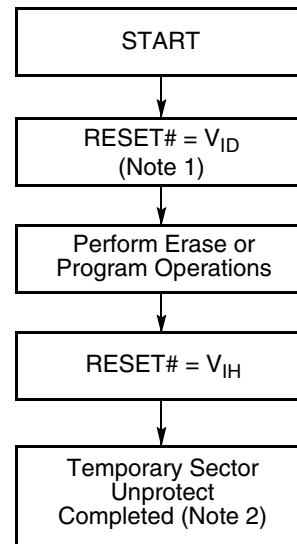 START
RESET# = V_ID
(Note 1)
Perform Erase or
Program Operations
RESET# = V_IH
Temporary Sector
Unprotect
Completed (Note 2)